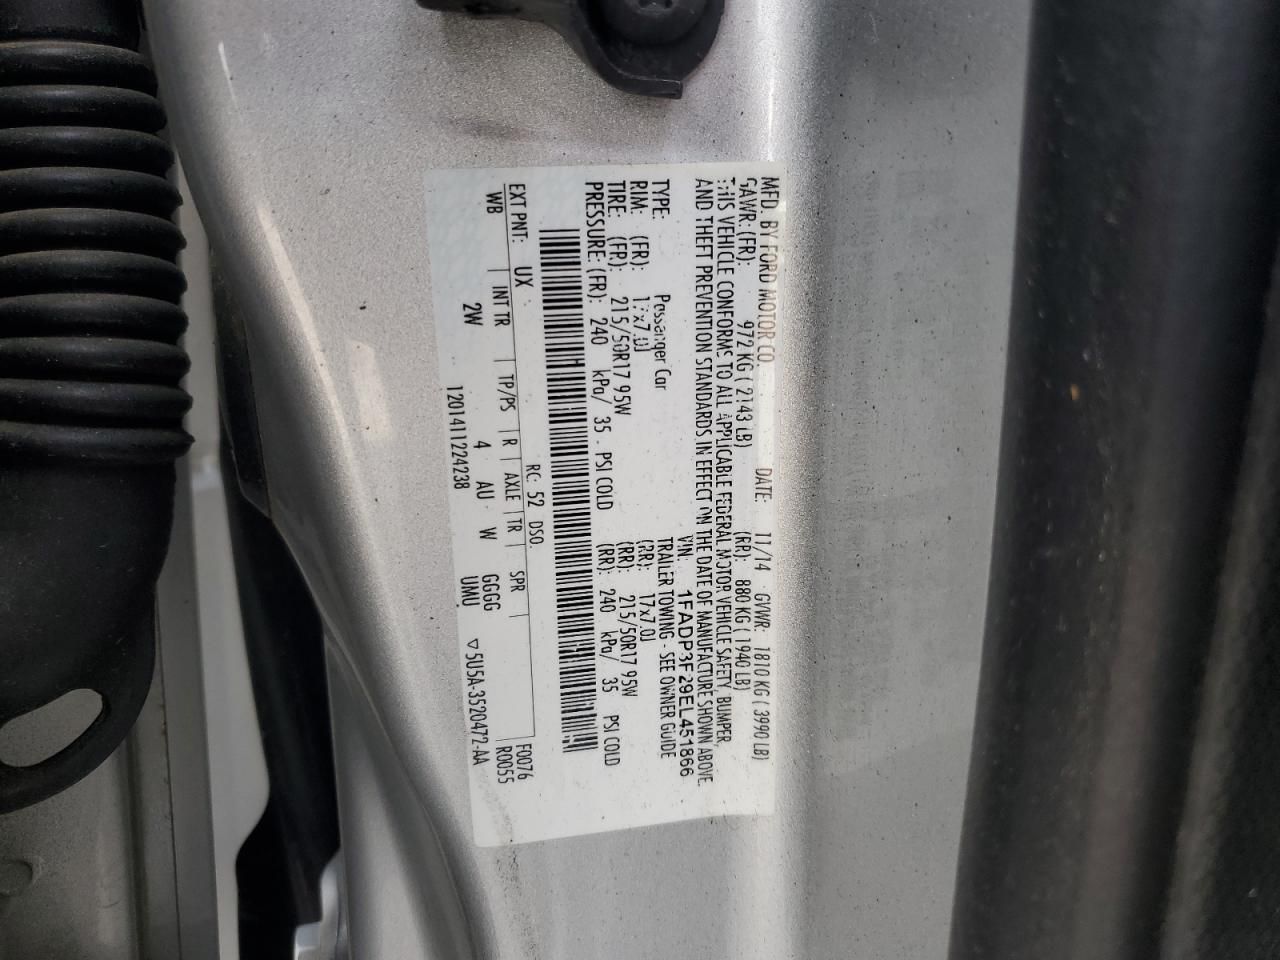 MFD. BY FORD MOTOR CO.
DATE: 11/14 GVWR: 1810 KG ( 3990 LB)
GAWR: (FR): 972 KG ( 2143 LB) (RR): 880 KG ( 1940 LB)
THIS VEHICLE CONFORMS TO ALL APPLICABLE FEDERAL MOTOR VEHICLE SAFETY, BUMPER,
AND THEFT PREVENTION STANDARDS IN EFFECT ON THE DATE OF MANUFACTURE SHOWN ABOVE.
VIN: 1FADP3F29EL451866
TYPE: Passenger Car TRAILER TOWING - SEE OWNER GUIDE
RIM: (FR): 17x7.0J (RR): 17x7.0J
TIRE: (FR): 215/50R17 95W (RR): 215/50R17 95W
PRESSURE: (FR): 240 kPa/ 35 PSI COLD (RR): 240 kPa/ 35 PSI COLD
RC: 52 DSO:
F0076
EXT PNT: UX INT TR TP/PS R AXLE TR SPR R0055
WB 2W 4 AU W GGGG
UMU
1201411224238 ▽5U5A-3520472-AA